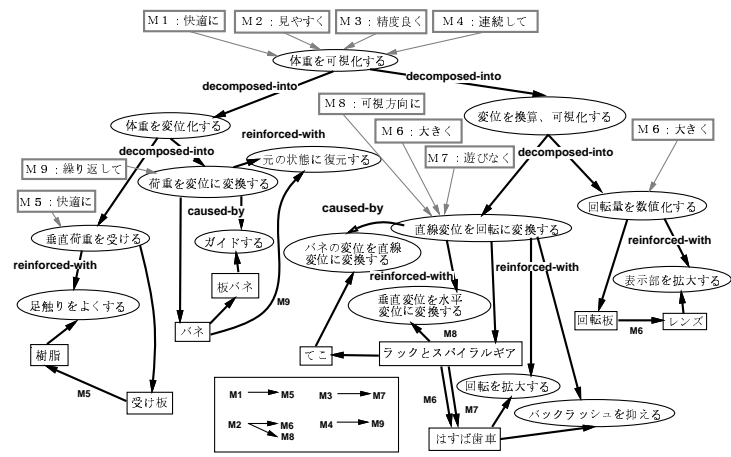 M1：快適に
M2：見やすく
M3：精度良く
M4：連続して
体重を可視化する
decomposed-into
decomposed-into
M8：可視方向に
体重を変位化する
変位を換算、可視化する
M6：大きく
M6：大きく
reinforced-with
decomposed-into
M7：遊びなく
decomposed-into
M9：繰り返して
元の状態に復元する
荷重を変位に変換する
M5：快適に
回転量を数値化する
caused-by
caused-by
垂直荷重を受ける
ガイドする
直線変位を回転に変換する
reinforced-with
バネの変位を直線
変位に変換する
reinforced-with
reinforced-with
reinforced-with
表示部を拡大する
板バネ
足触りをよくする
垂直変位を水平
変位に変換する
M9
バネ
回転板
M6
レンズ
M8
樹脂
てこ
ラックとスパイラルギア
M5
受け板
M1
M5
M3
M7
M2
M6
M8
M4
M9
M6
M7
回転を拡大する
バックラッシュを抑える
はすば歯車